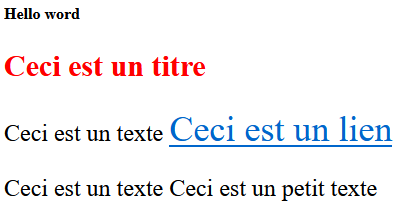 Hello word
Ceci est un titre
Ceci est un texte Ceci est un lien
Ceci est un texte Ceci est un petit texte